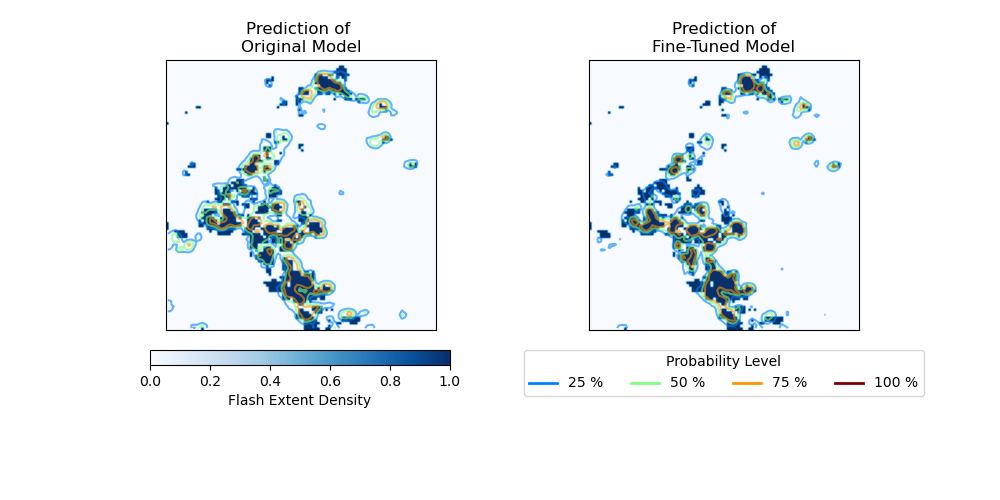 Prediction of
Original Model
Prediction of
Fine-Tuned Model
0.0 0.2 0.4 0.6 0.8 1.0
Flash Extent Density
Probability Level
25 % 50 % 75 % 100 %